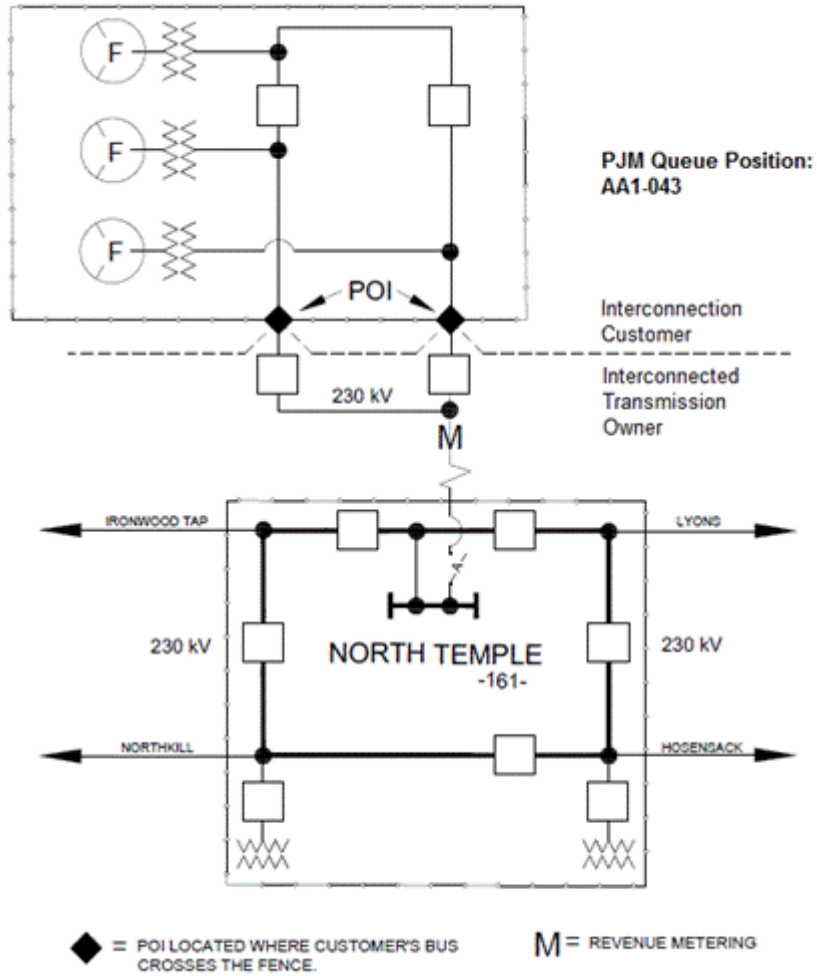 F
F
F
PJM Queue Position:
AA1-043
POI
Interconnection
Customer
Interconnected
Transmission
Owner
230 kV
M
IRONWOOD TAP
LYONS
A
230 kV
NORTH TEMPLE
-161-
230 kV
NORTHKILL
HOSENSACK
= POI LOCATED WHERE CUSTOMER'S BUS
CROSSES THE FENCE.
M = REVENUE METERING